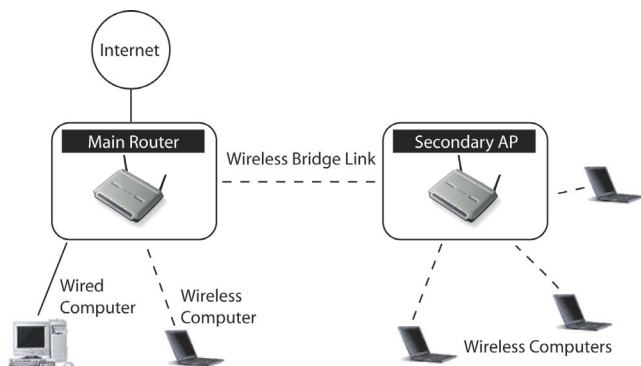 Internet
Main Router
Wireless Bridge Link
Secondary AP
Wired
Computer
Wireless
Computer
Wireless Computers